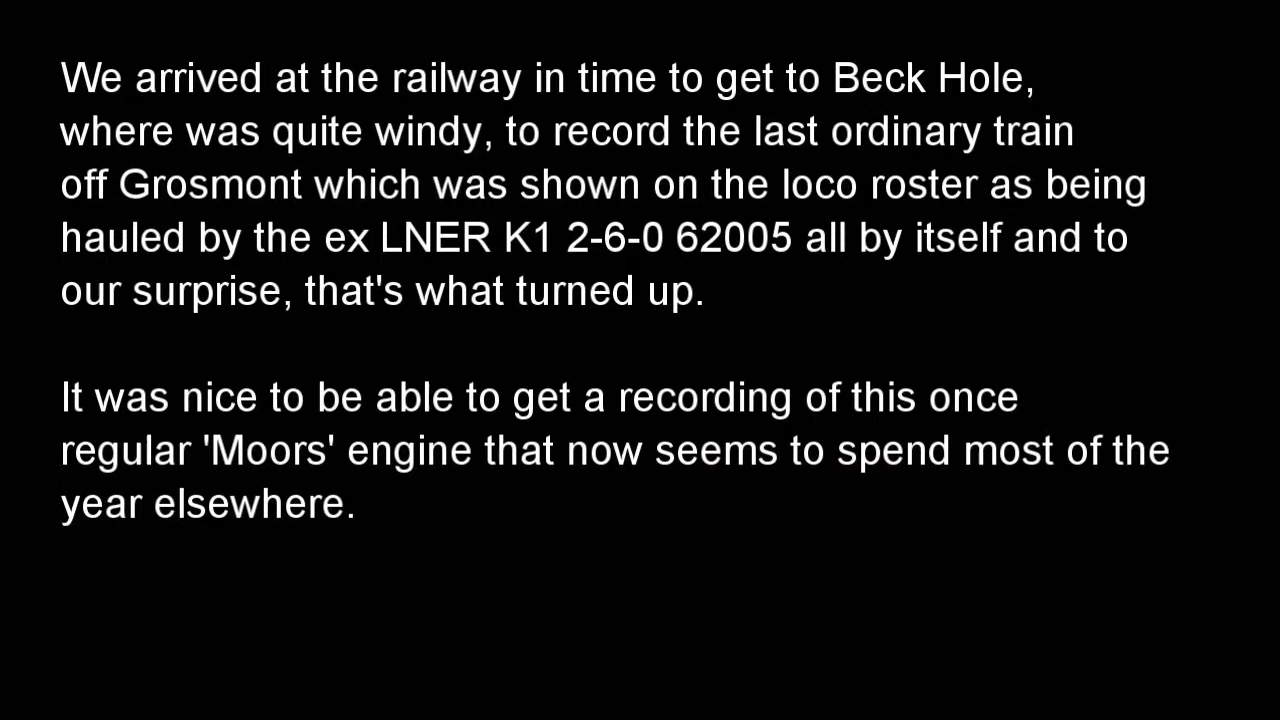 We arrived at the railway in time to get to Beck Hole,
where was quite windy, to record the last ordinary train
off Grosmont which was shown on the loco roster as being
hauled by the ex LNER K1 2-6-0 62005 all by itself and to
our surprise, that's what turned up.
It was nice to be able to get a recording of this once
regular 'Moors' engine that now seems to spend most of the
year elsewhere.